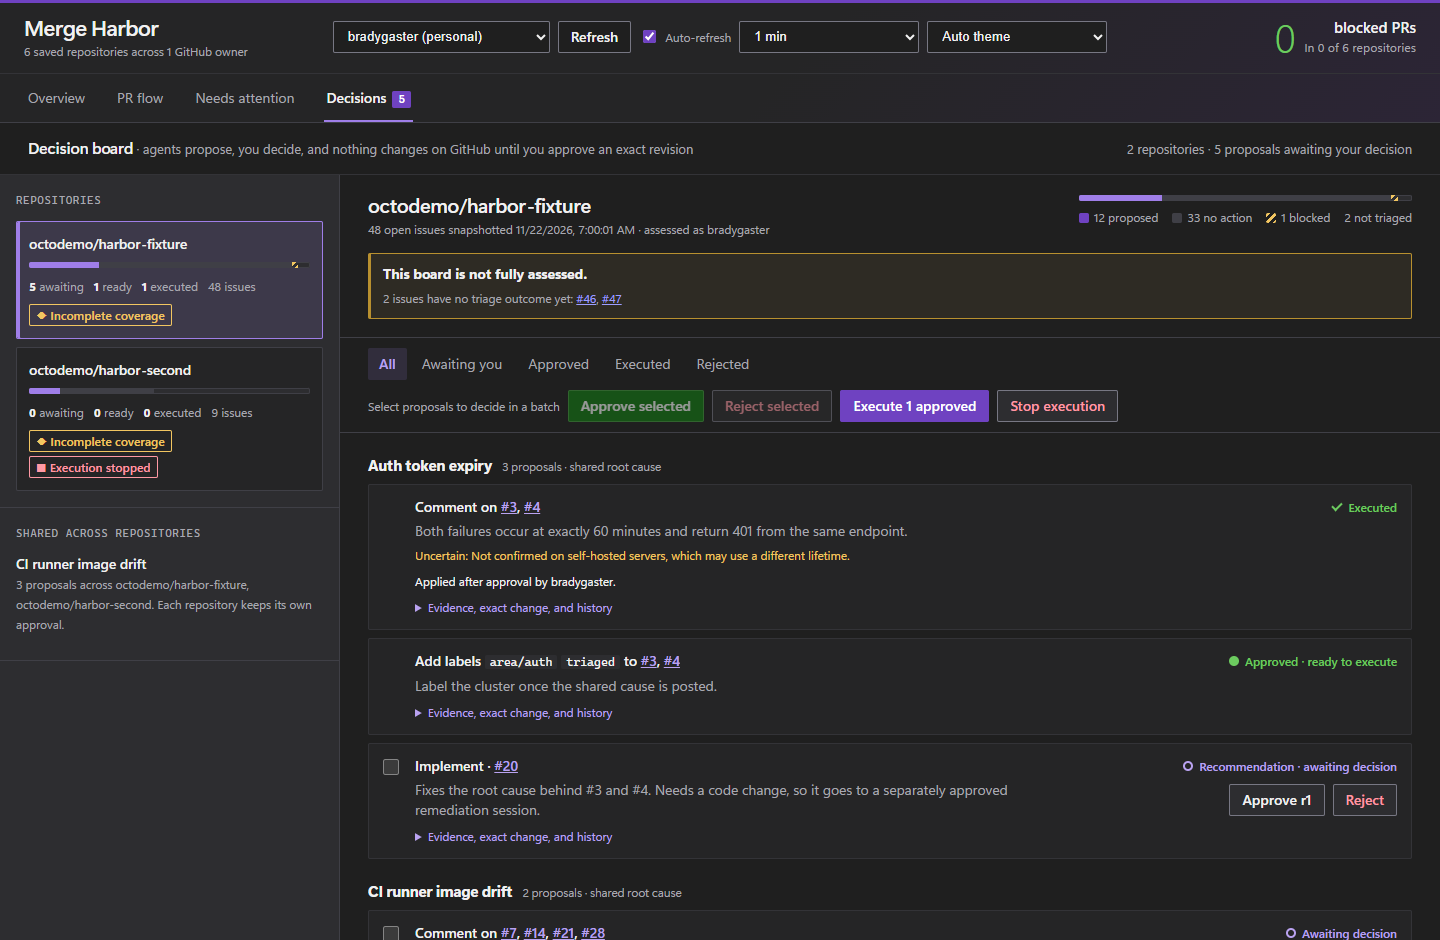 Merge Harbor
6 saved repositories across 1 GitHub owner
bradygaster (personal)
Refresh
Auto-refresh
1 min
Auto theme
0
blocked PRs
In 0 of 6 repositories
Overview
PR flow
Needs attention
Decisions 5
Decision board · agents propose, you decide, and nothing changes on GitHub until you approve an exact revision
2 repositories · 5 proposals awaiting your decision
REPOSITORIES
octodemo/harbor-fixture
5 awaiting 1 ready 1 executed 48 issues
Incomplete coverage
octodemo/harbor-second
0 awaiting 0 ready 0 executed 9 issues
Incomplete coverage
Execution stopped
SHARED ACROSS REPOSITORIES
CI runner image drift
3 proposals across octodemo/harbor-fixture,
octodemo/harbor-second. Each repository keeps its own
approval.
octodemo/harbor-fixture
48 open issues snapshotted 11/22/2026, 7:00:01 AM · assessed as bradygaster
12 proposed 33 no action 1 blocked 2 not triaged
This board is not fully assessed.
2 issues have no triage outcome yet: #46, #47
All Awaiting you Approved Executed Rejected
Select proposals to decide in a batch
Approve selected
Reject selected
Execute 1 approved
Stop execution
Auth token expiry 3 proposals · shared root cause
Comment on #3, #4
Executed
Both failures occur at exactly 60 minutes and return 401 from the same endpoint.
Uncertain: Not confirmed on self-hosted servers, which may use a different lifetime.
Applied after approval by bradygaster.
Evidence, exact change, and history
Add labels area/auth triaged to #3, #4
Approved · ready to execute
Label the cluster once the shared cause is posted.
Evidence, exact change, and history
Implement · #20
Recommendation · awaiting decision
Fixes the root cause behind #3 and #4. Needs a code change, so it goes to a separately approved
remediation session.
Approve r1
Reject
Evidence, exact change, and history
CI runner image drift 2 proposals · shared root cause
Comment on #7, #14, #21, #28
Awaiting decision